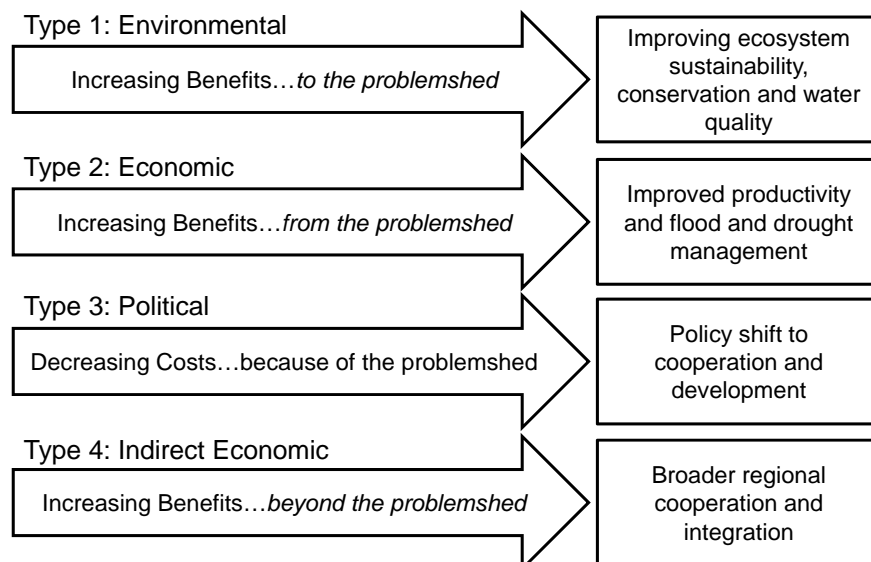 Type 1: Environmental
Increasing Benefits…to the problemshed
Improving ecosystem
sustainability,
conservation and water
quality
Type 2: Economic
Increasing Benefits…from the problemshed
Improved productivity
and flood and drought
management
Type 3: Political
Decreasing Costs…because of the problemshed
Policy shift to
cooperation and
development
Type 4: Indirect Economic
Increasing Benefits…beyond the problemshed
Broader regional
cooperation and
integration